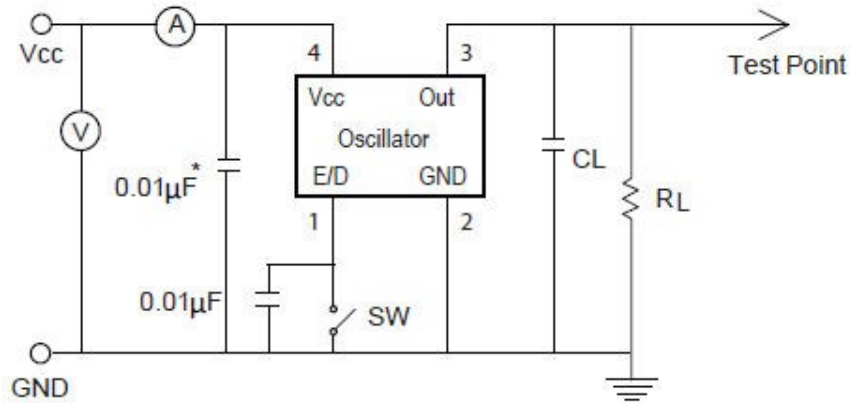 Vcc
A
V
0.01µF*
0.01µF
4
3
Vcc
Out
Oscillator
E/D
GND
1
2
SW
CL
RL
Test Point
GND